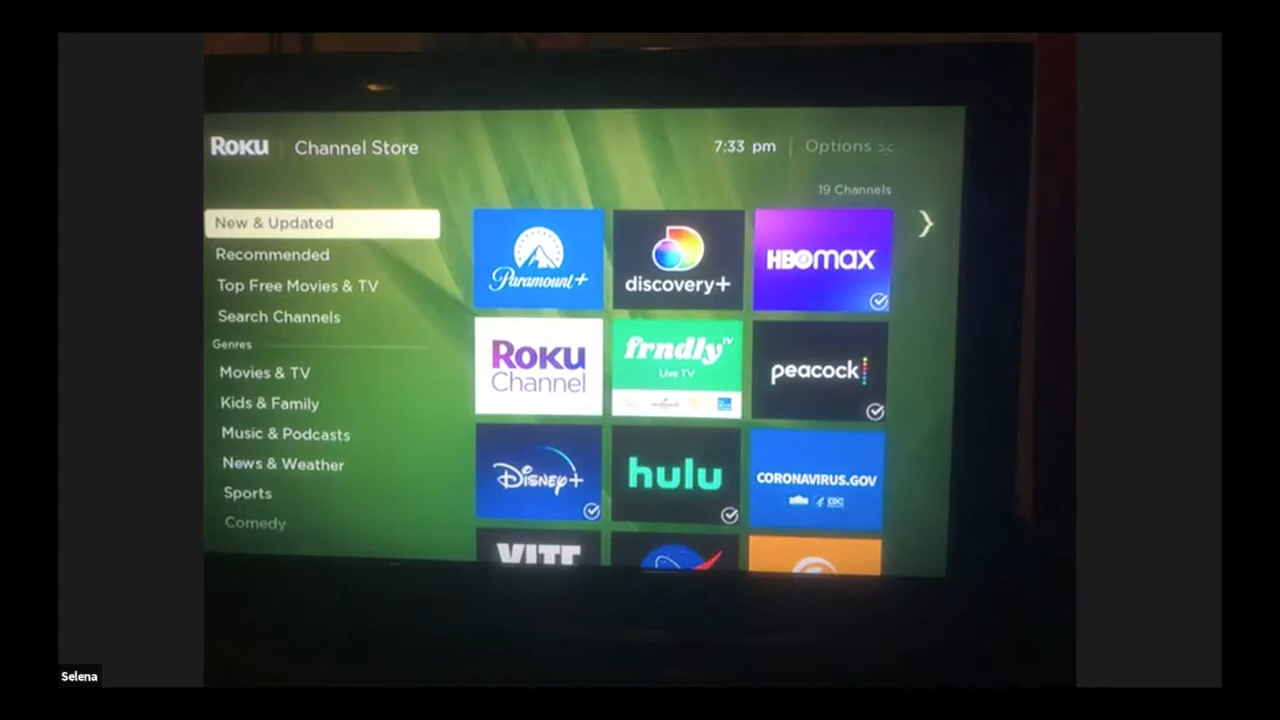 ROKU | Channel Store
7:33 pm | Options
19 Channels
New & Updated
Recommended
Top Free Movies & TV
Search Channels
Genres
Movies & TV
Kids & Family
Music & Podcasts
News & Weather
Sports
Comedy
Paramount+
discovery+
HBOmax
ROKU
Channel
frndly TV
Live TV
peacock
Disney+
hulu
CORONAVIRUS.GOV
CDC
Selena